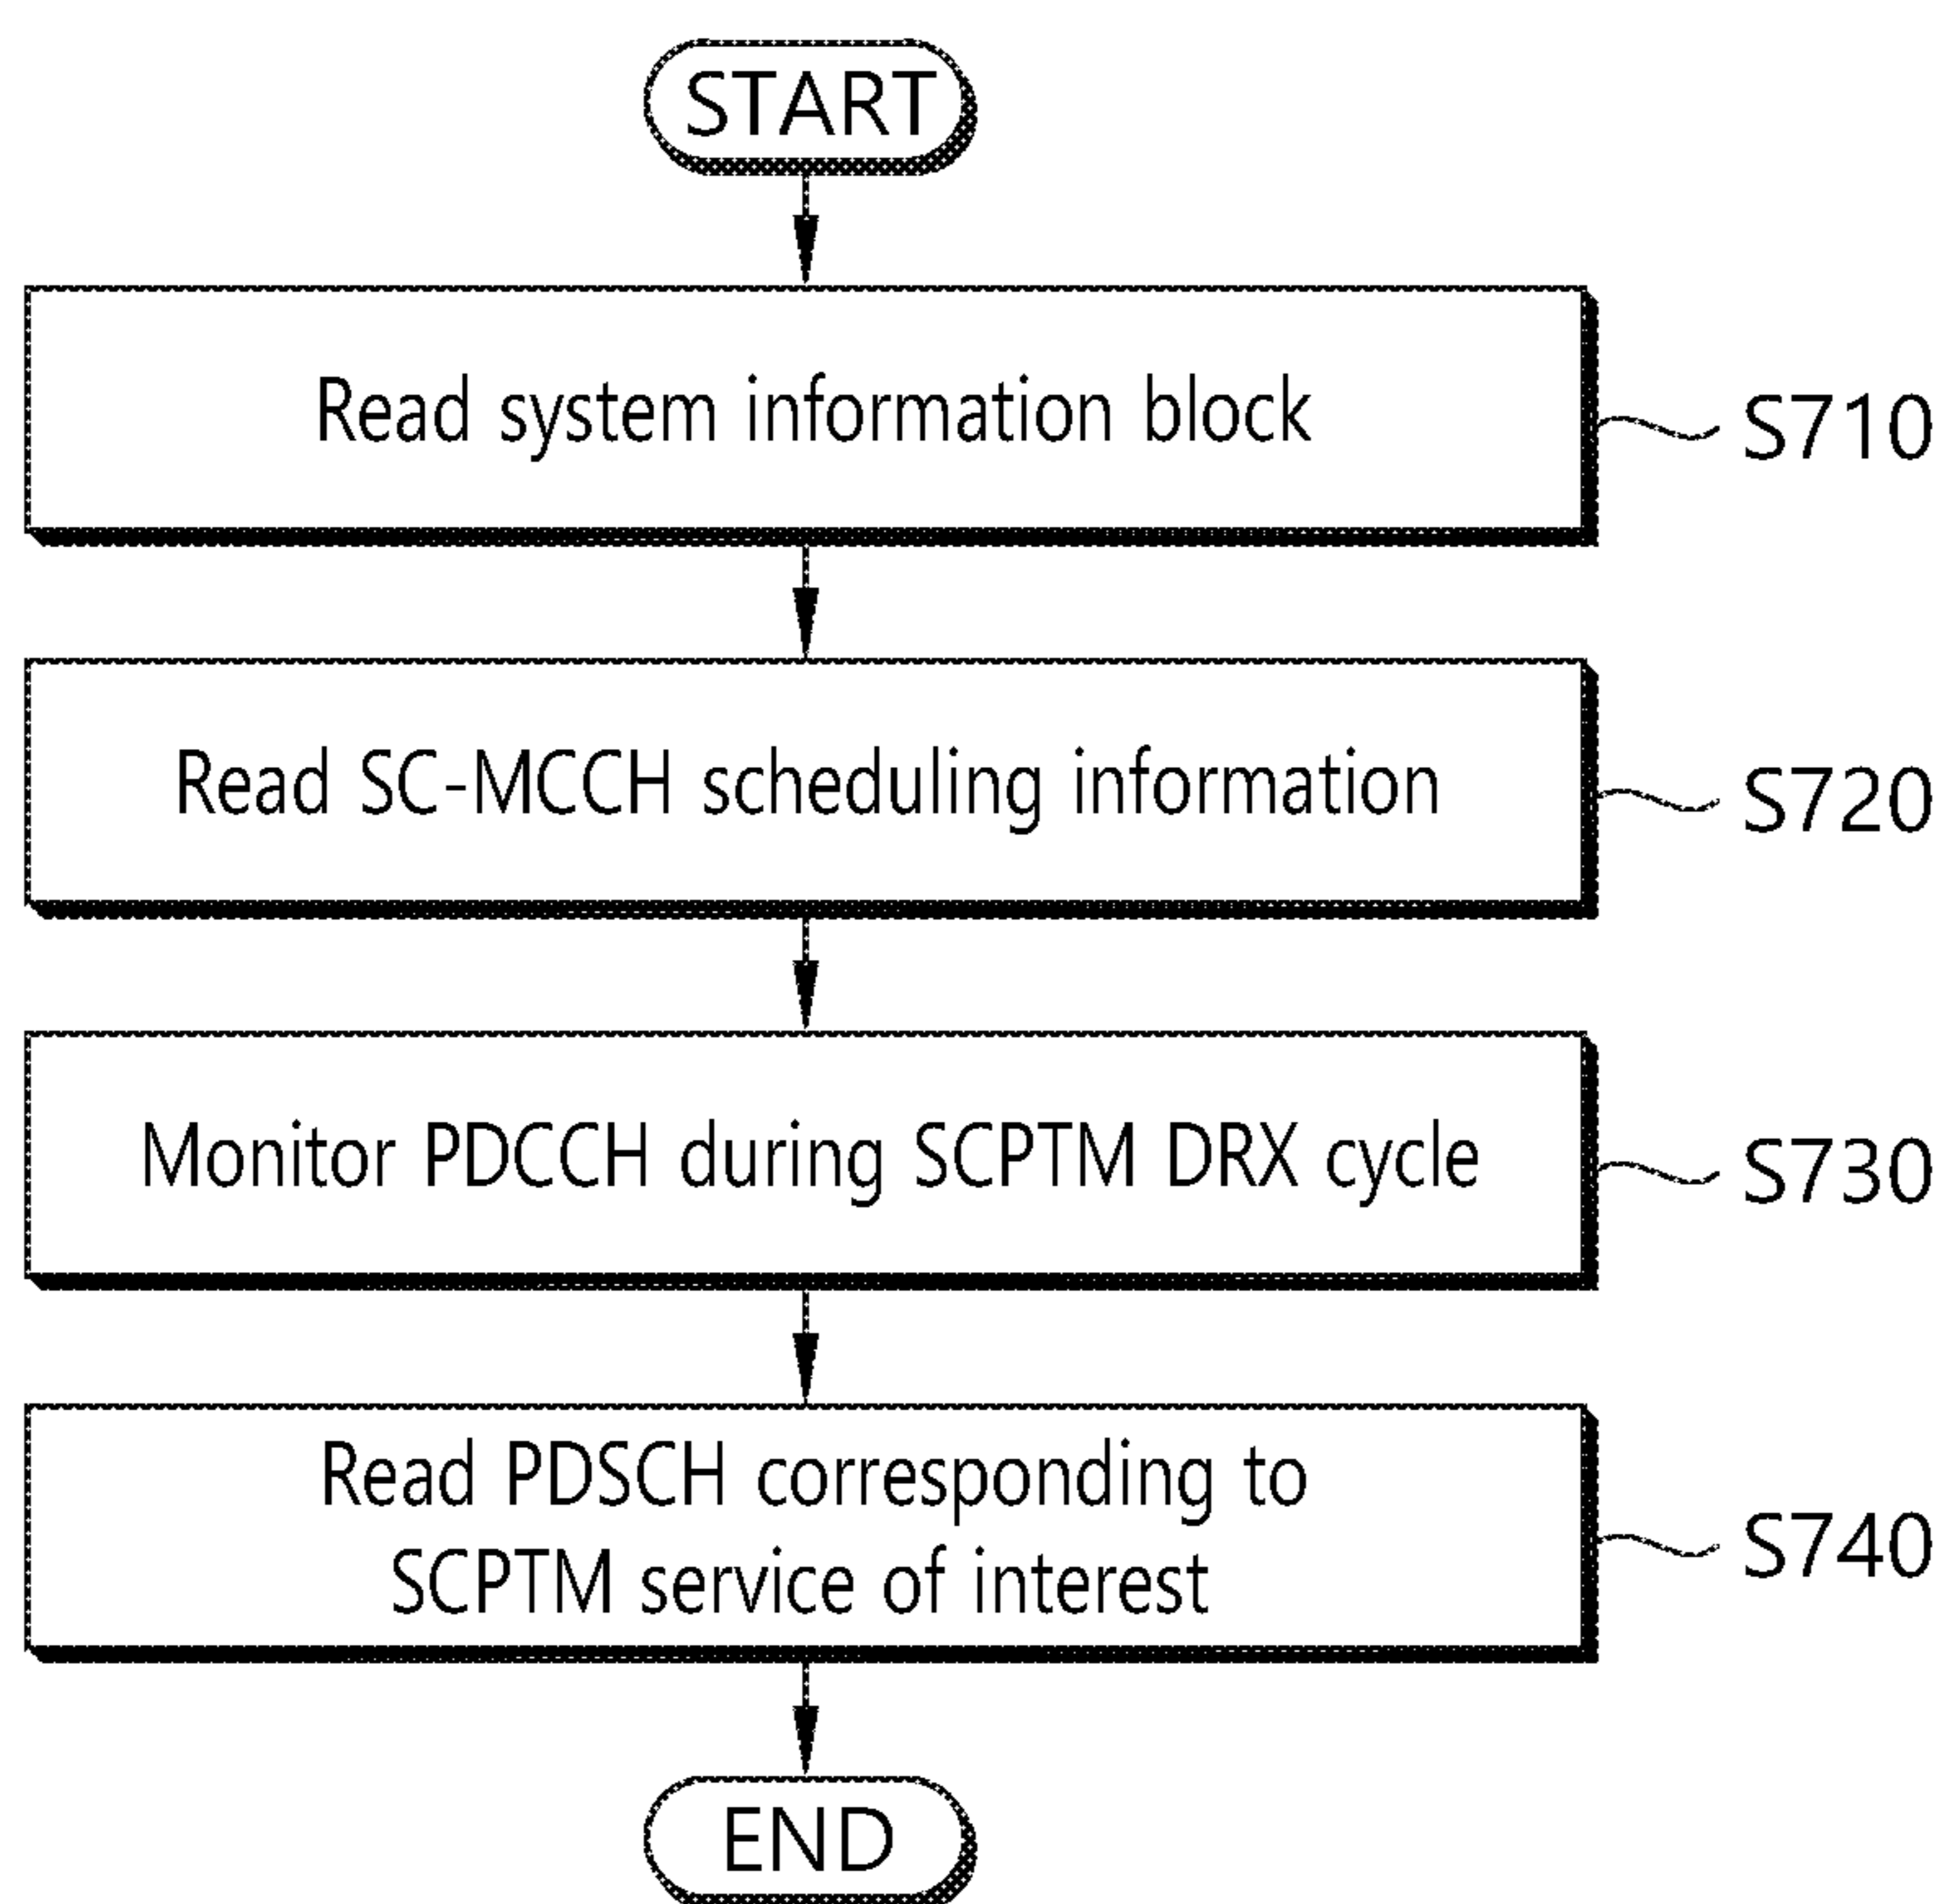 START
Read system information block
S710
Read SC-MCCH scheduling information
S720
Monitor PDCCH during SCPTM DRX cycle
S730
Read PDSCH corresponding to
SCPTM service of interest
S740
END